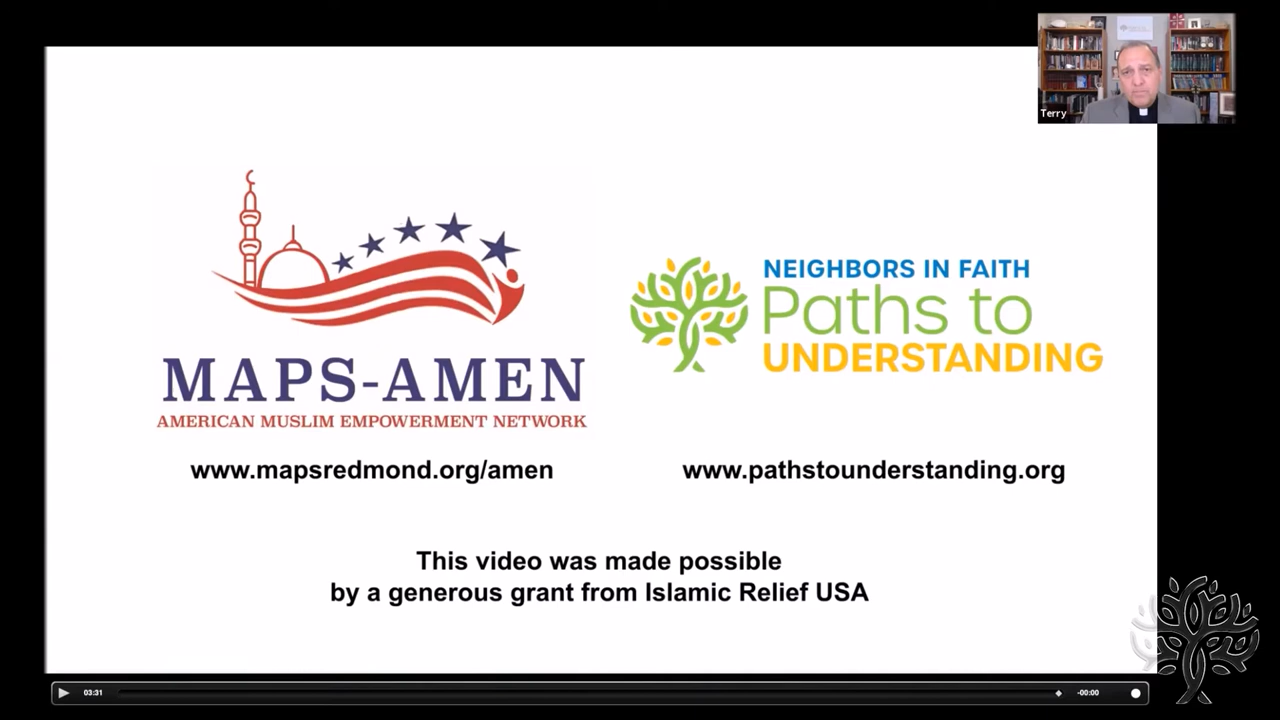 Terry
MAPS-AMEN
AMERICAN MUSLIM EMPOWERMENT NETWORK
www.mapsredmond.org/amen
NEIGHBORS IN FAITH
Paths to
UNDERSTANDING
www.pathstounderstanding.org
This video was made possible
by a generous grant from Islamic Relief USA
03:31
-00:00